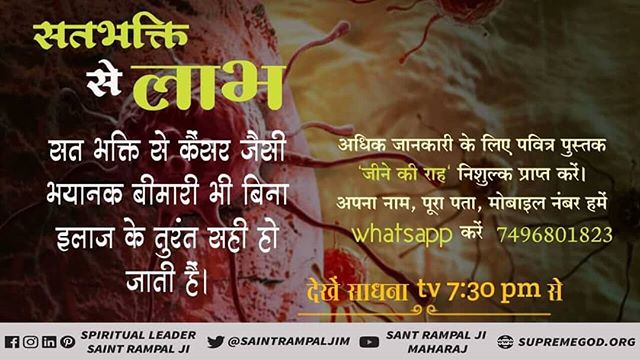 सतभक्ति
से लाभ
सत भक्ति से कैंसर जैसी
भयानक बीमारी भी बिना
इलाज के तुरंत सही हो
जाती हैं।
अधिक जानकारी के लिए पवित्र पुस्तक
'जीने की राह' निशुल्क प्राप्त करें।
अपना नाम, पूरा पता, मोबाइल नंबर हमें
whatsapp करें 7496801823
देखें साधना tv 7:30 pm से
SPIRITUAL LEADER
SAINT RAMPAL JI
@SAINTRAMPALJIM
SANT RAMPAL JI
MAHARAJ
SUPREMEGOD.ORG